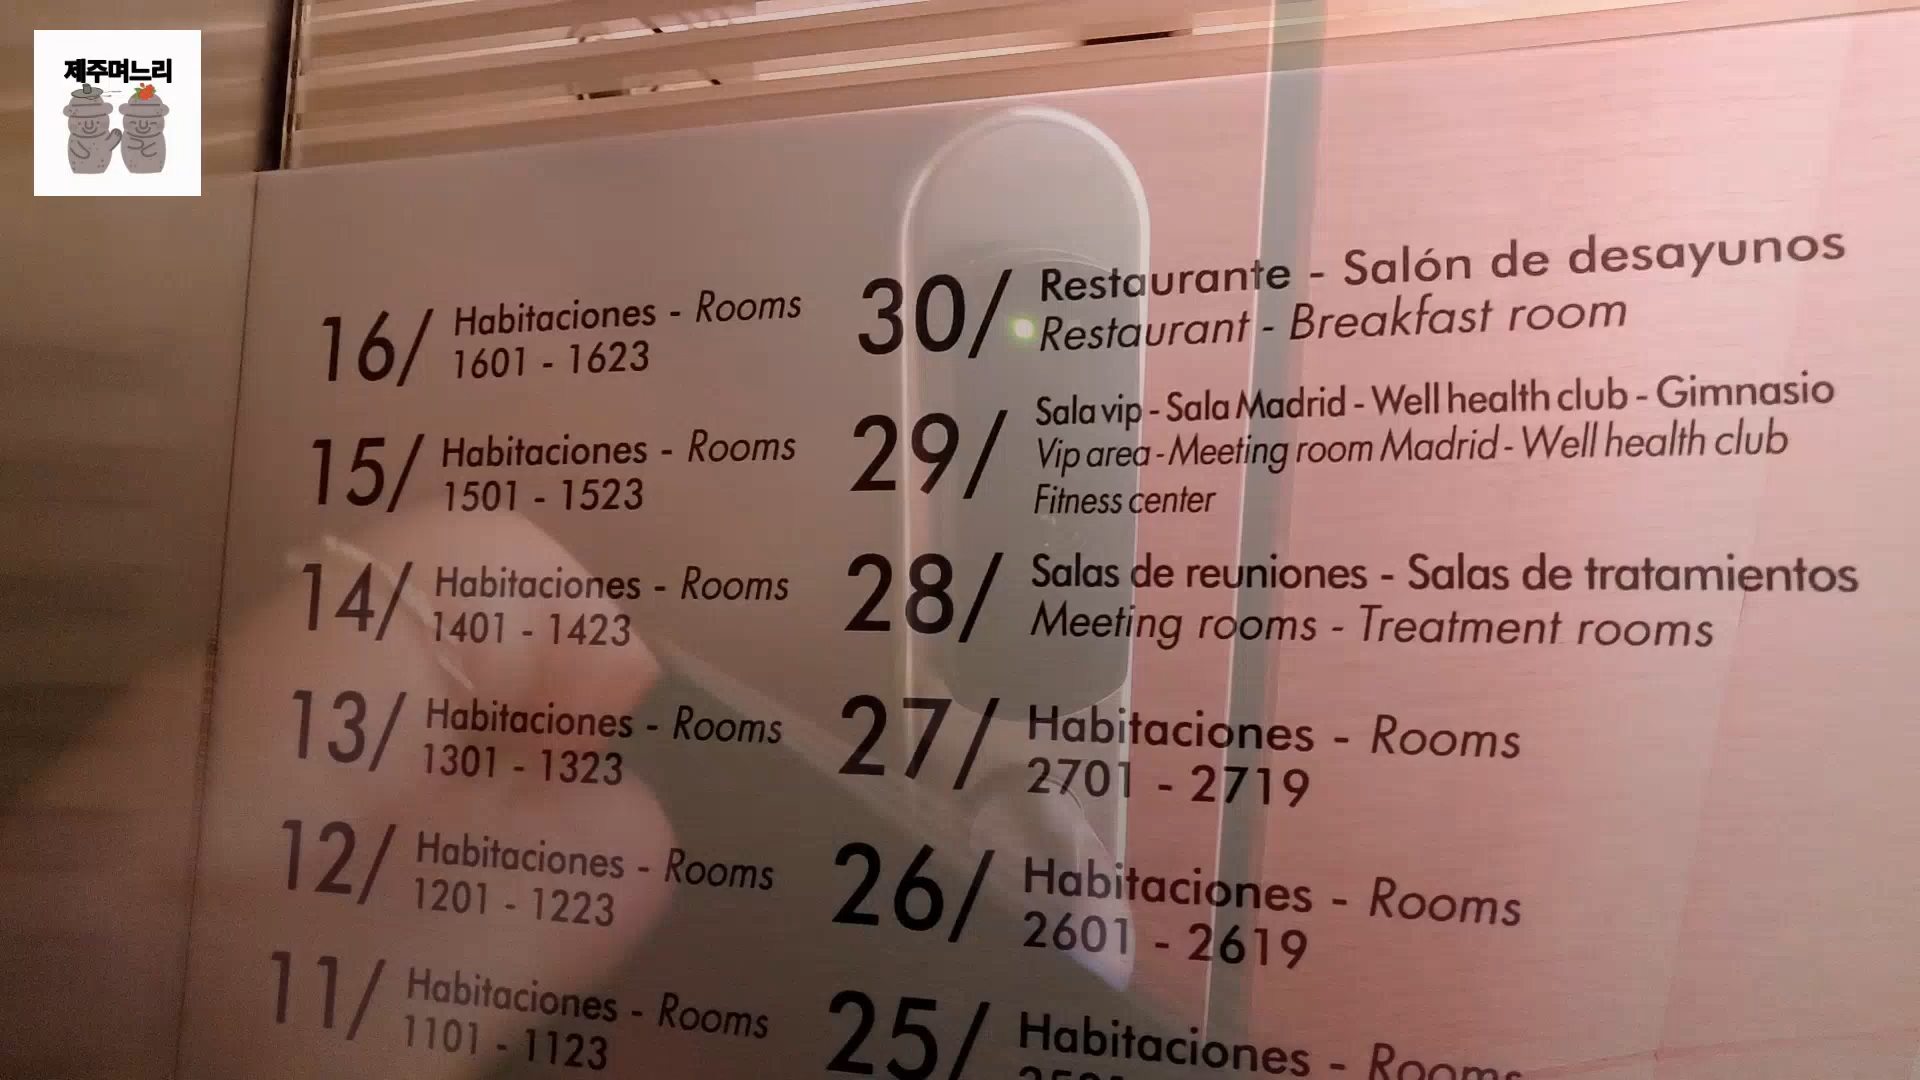 제주며느리
16/ Habitaciones - Rooms
1601 - 1623
15/ Habitaciones - Rooms
1501 - 1523
14/ Habitaciones - Rooms
1401 - 1423
13/ Habitaciones - Rooms
1301 - 1323
12/ Habitaciones - Rooms
1201 - 1223
11/ Habitaciones - Rooms
1101 - 1123
30/ Restaurante - Salón de desayunos
Restaurant - Breakfast room
29/ Sala vip - Sala Madrid - Well health club - Gimnasio
Vip area - Meeting room Madrid - Well health club
Fitness center
28/ Salas de reuniones - Salas de tratamientos
Meeting rooms - Treatment rooms
27/ Habitaciones - Rooms
2701 - 2719
26/ Habitaciones - Rooms
2601 - 2619
25/ Habitaciones - Rooms